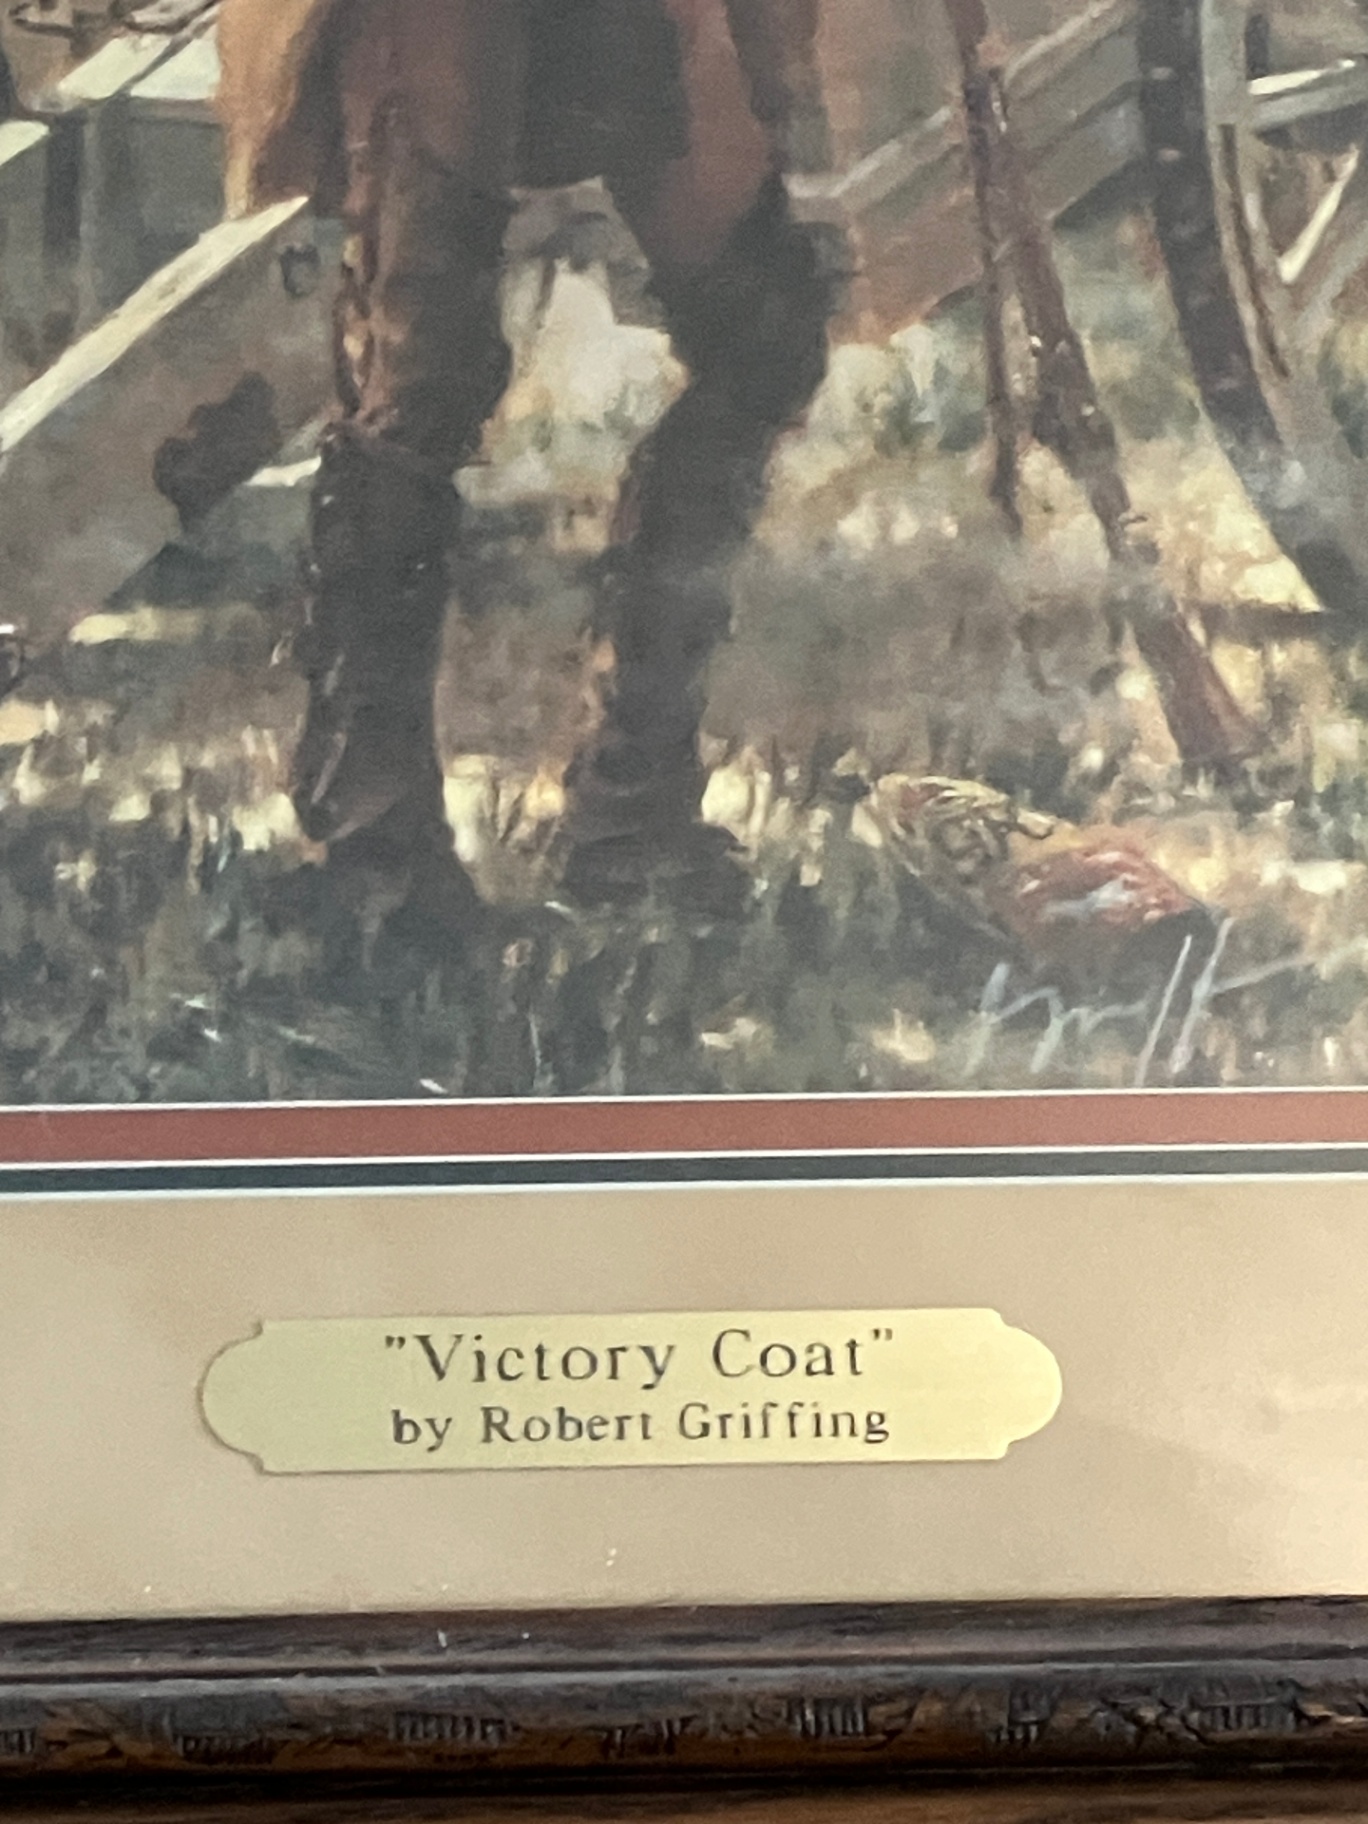 "Victory Coat"
by Robert Griffing